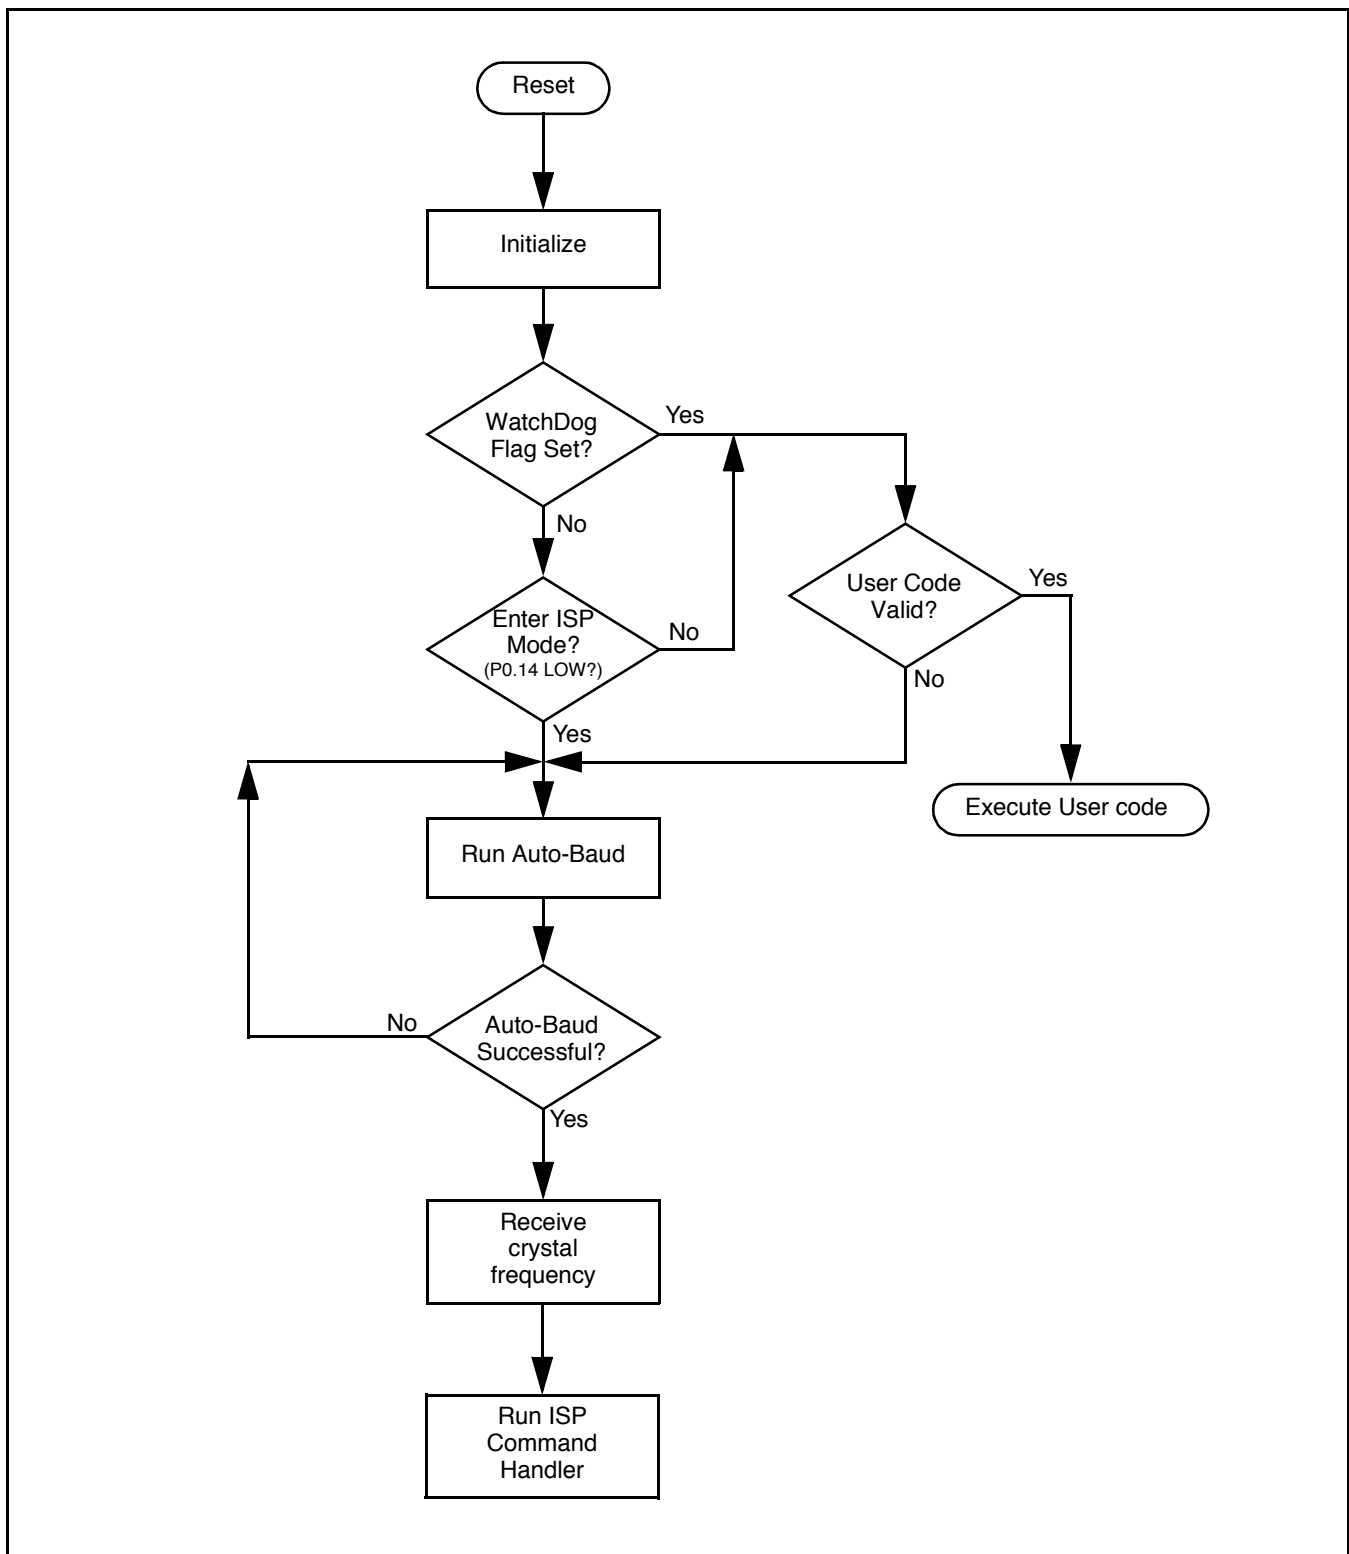 Reset
Initialize
WatchDog
Flag Set?
Yes
No
Enter ISP
Mode?
(P0.14 LOW?)
No
Yes
User Code
Valid?
Yes
No
Execute User code
Run Auto-Baud
Auto-Baud
Successful?
No
Yes
Receive
crystal
frequency
Run ISP
Command
Handler